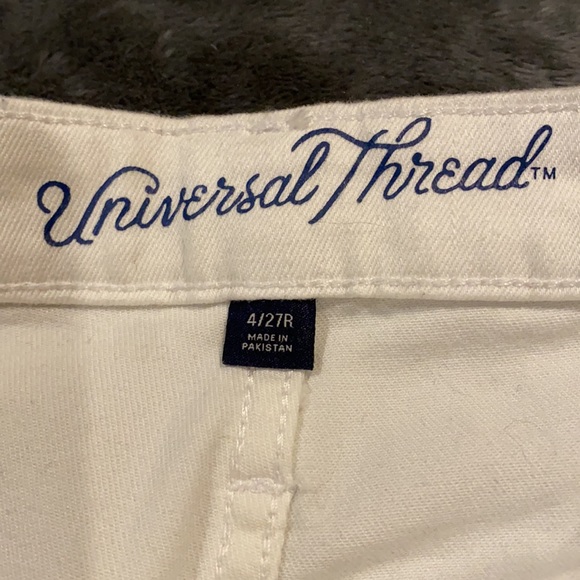 Universal Thread™
4/27R
MADE IN
PAKISTAN